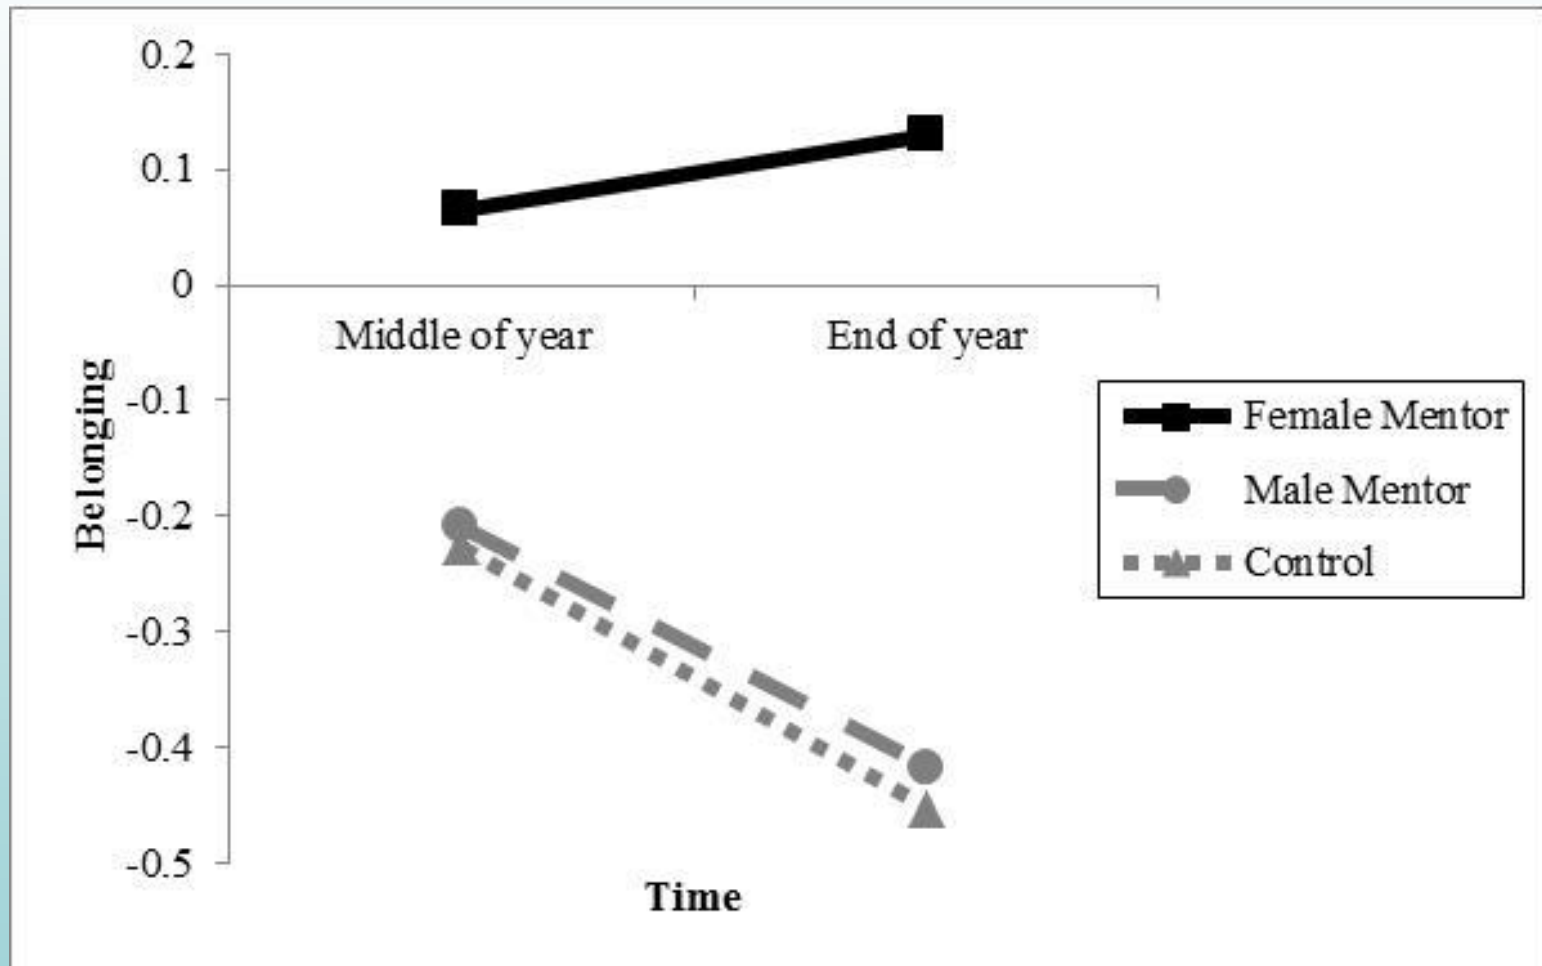 0.2
0.1
0
Middle of year
End of year
-0.1
-0.2
-0.3
-0.4
-0.5
Belonging
Female Mentor
Male Mentor
Control
Time